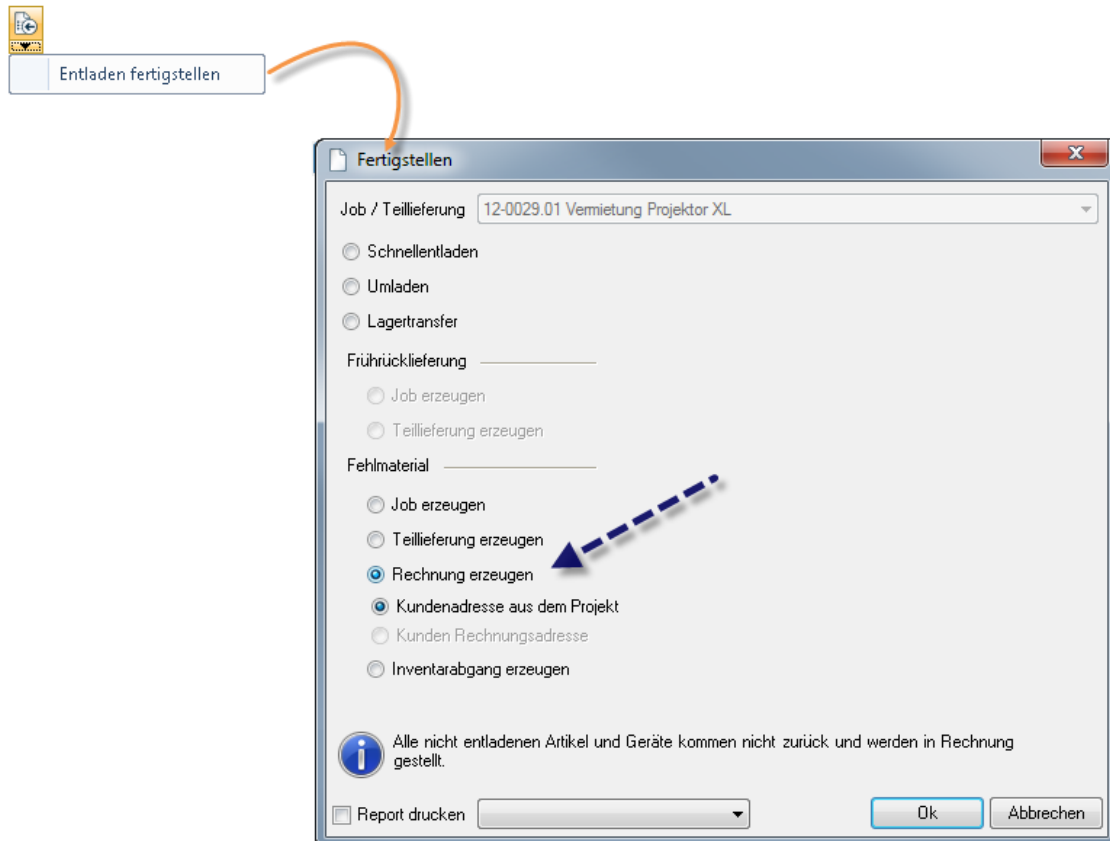 Entladen fertigstellen
Fertigstellen
Job / Teillieferung 12-0029.01 Vermietung Projektor XL
Schnellentladen
Umladen
Lagertransfer
Frührücklieferung
Job erzeugen
Teillieferung erzeugen
Fehlmaterial
Job erzeugen
Teillieferung erzeugen
Rechnung erzeugen
Kundenadresse aus dem Projekt
Kunden Rechnungsadresse
Inventarabgang erzeugen
Alle nicht entladenen Artikel und Geräte kommen nicht zurück und werden in Rechnung
gestellt.
Report drucken Ok Abbrechen